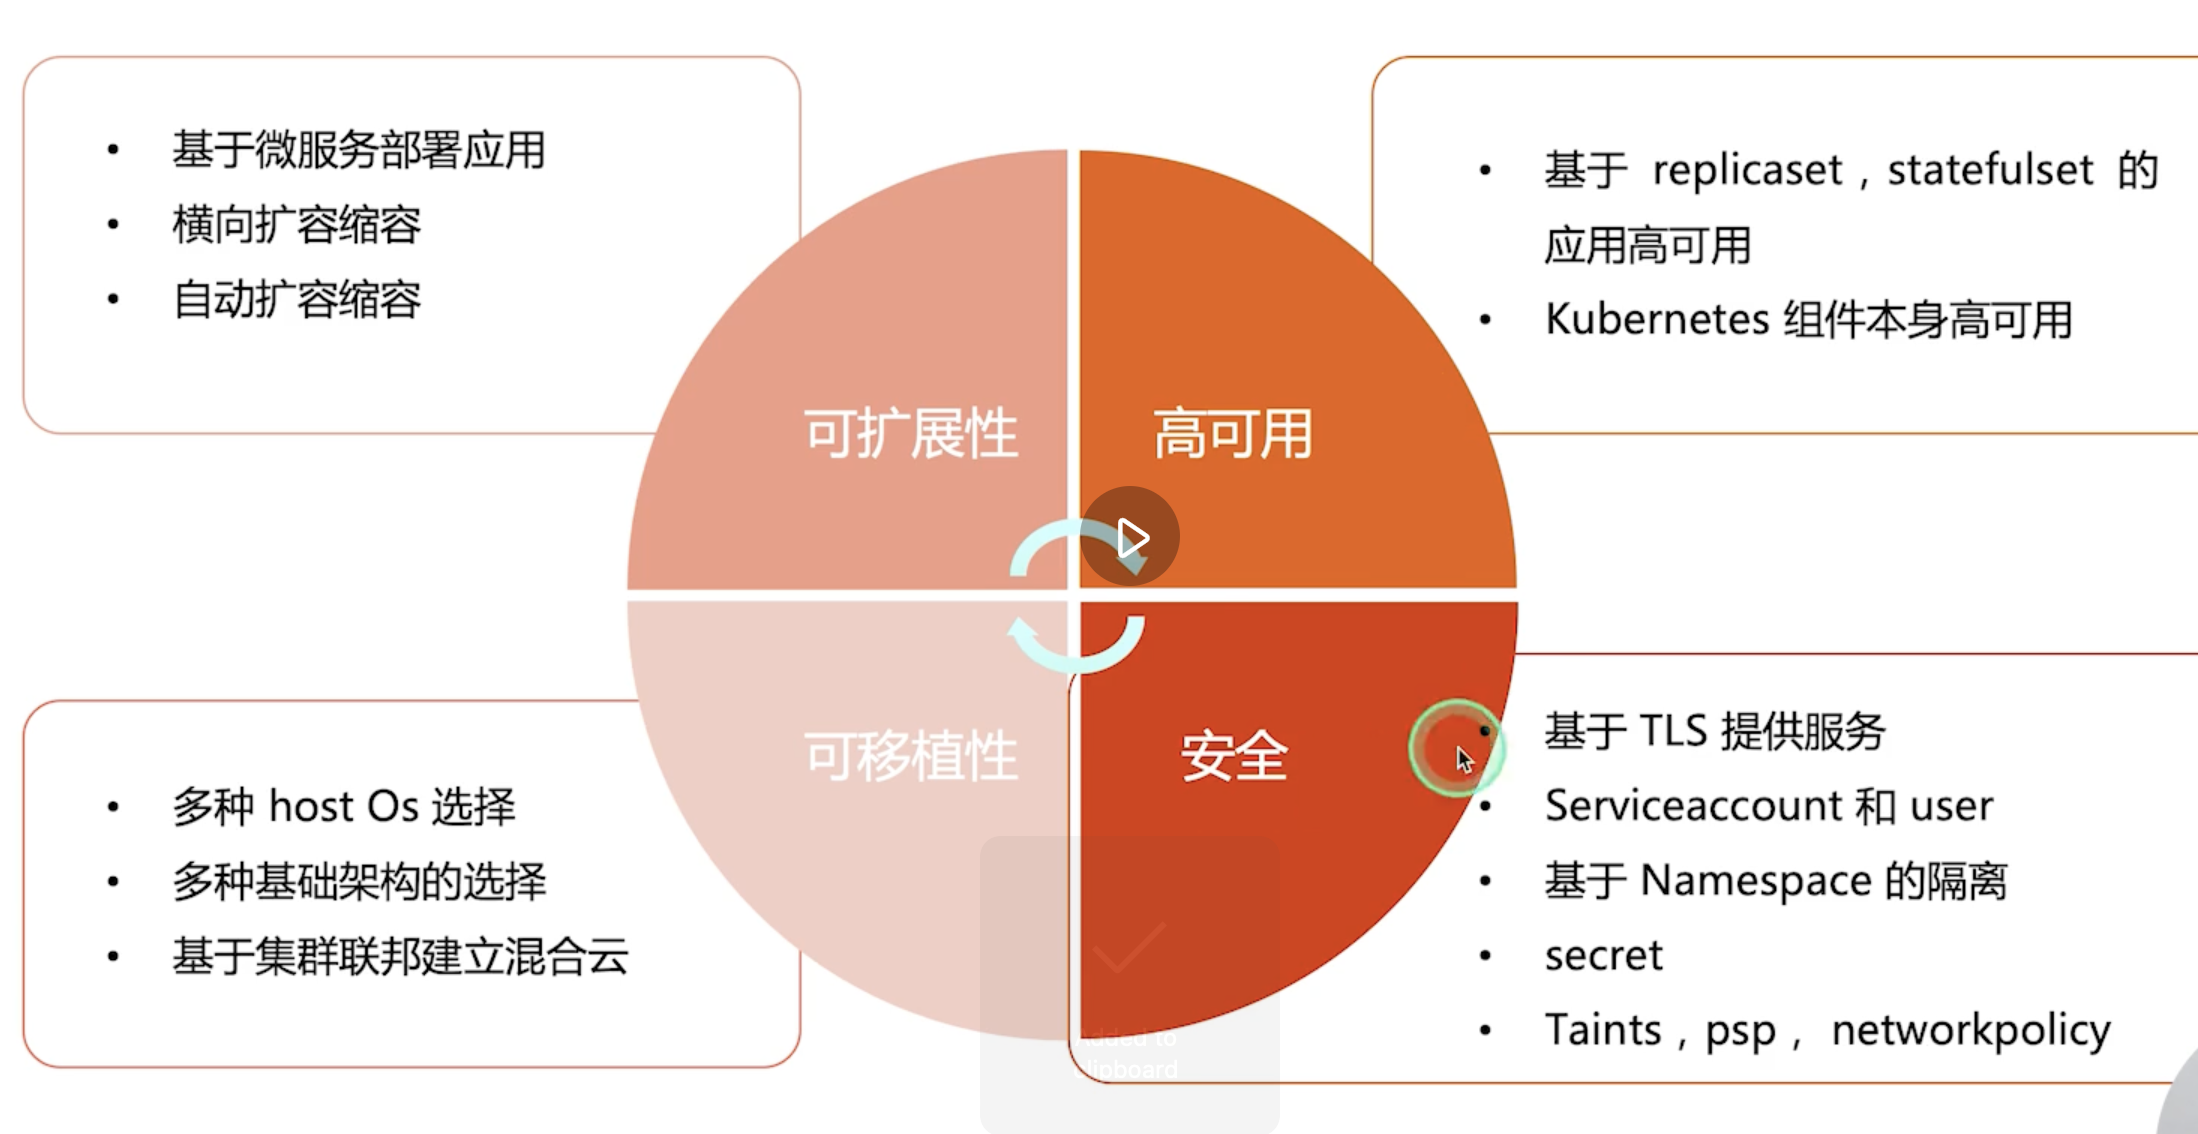 基于微服务部署应用
横向扩容缩容
自动扩容缩容
基于 replicaset，statefulset 的
应用高可用
Kubernetes 组件本身高可用
可扩展性
高可用
可移植性
安全
多种 host Os 选择
多种基础架构的选择
基于集群联邦建立混合云
基于 TLS 提供服务
Serviceaccount 和 user
基于 Namespace 的隔离
secret
Taints，psp， networkpolicy
Added to
clipboard